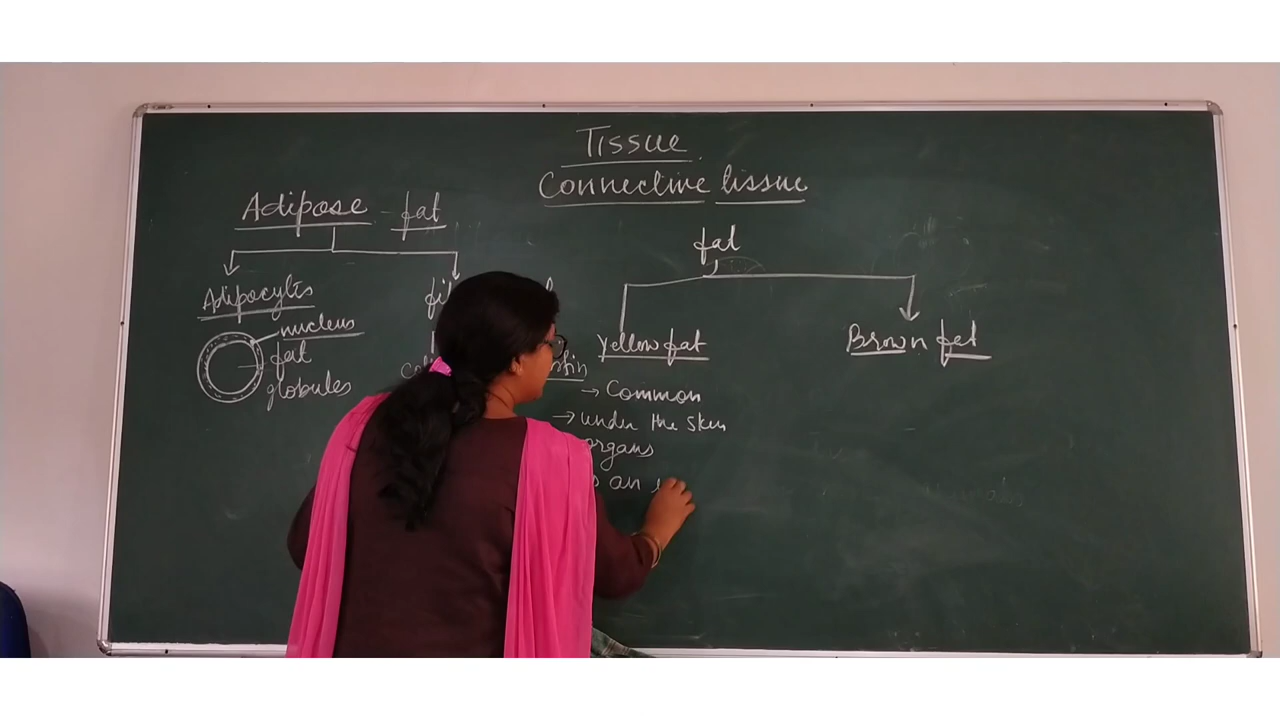 Tissue
Connective tissue
Adipose - fat
fat
Adipocytes
nucleus
fat
globules
Yellow fat
Brown fat
→ Common
→ under the skin
organs
an